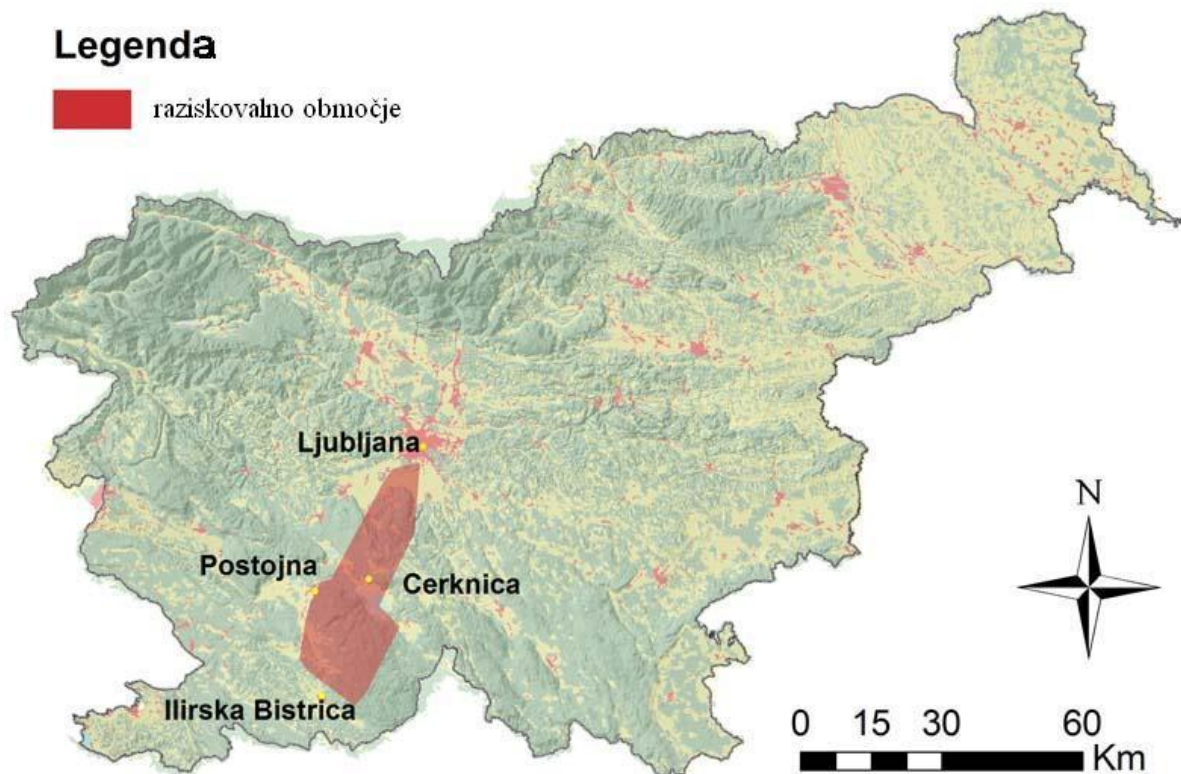 Legenda
raziskovalno območje
Ljubljana
Postojna
Cerknica
Ilirska Bistrica
N
0 15 30 60
Km